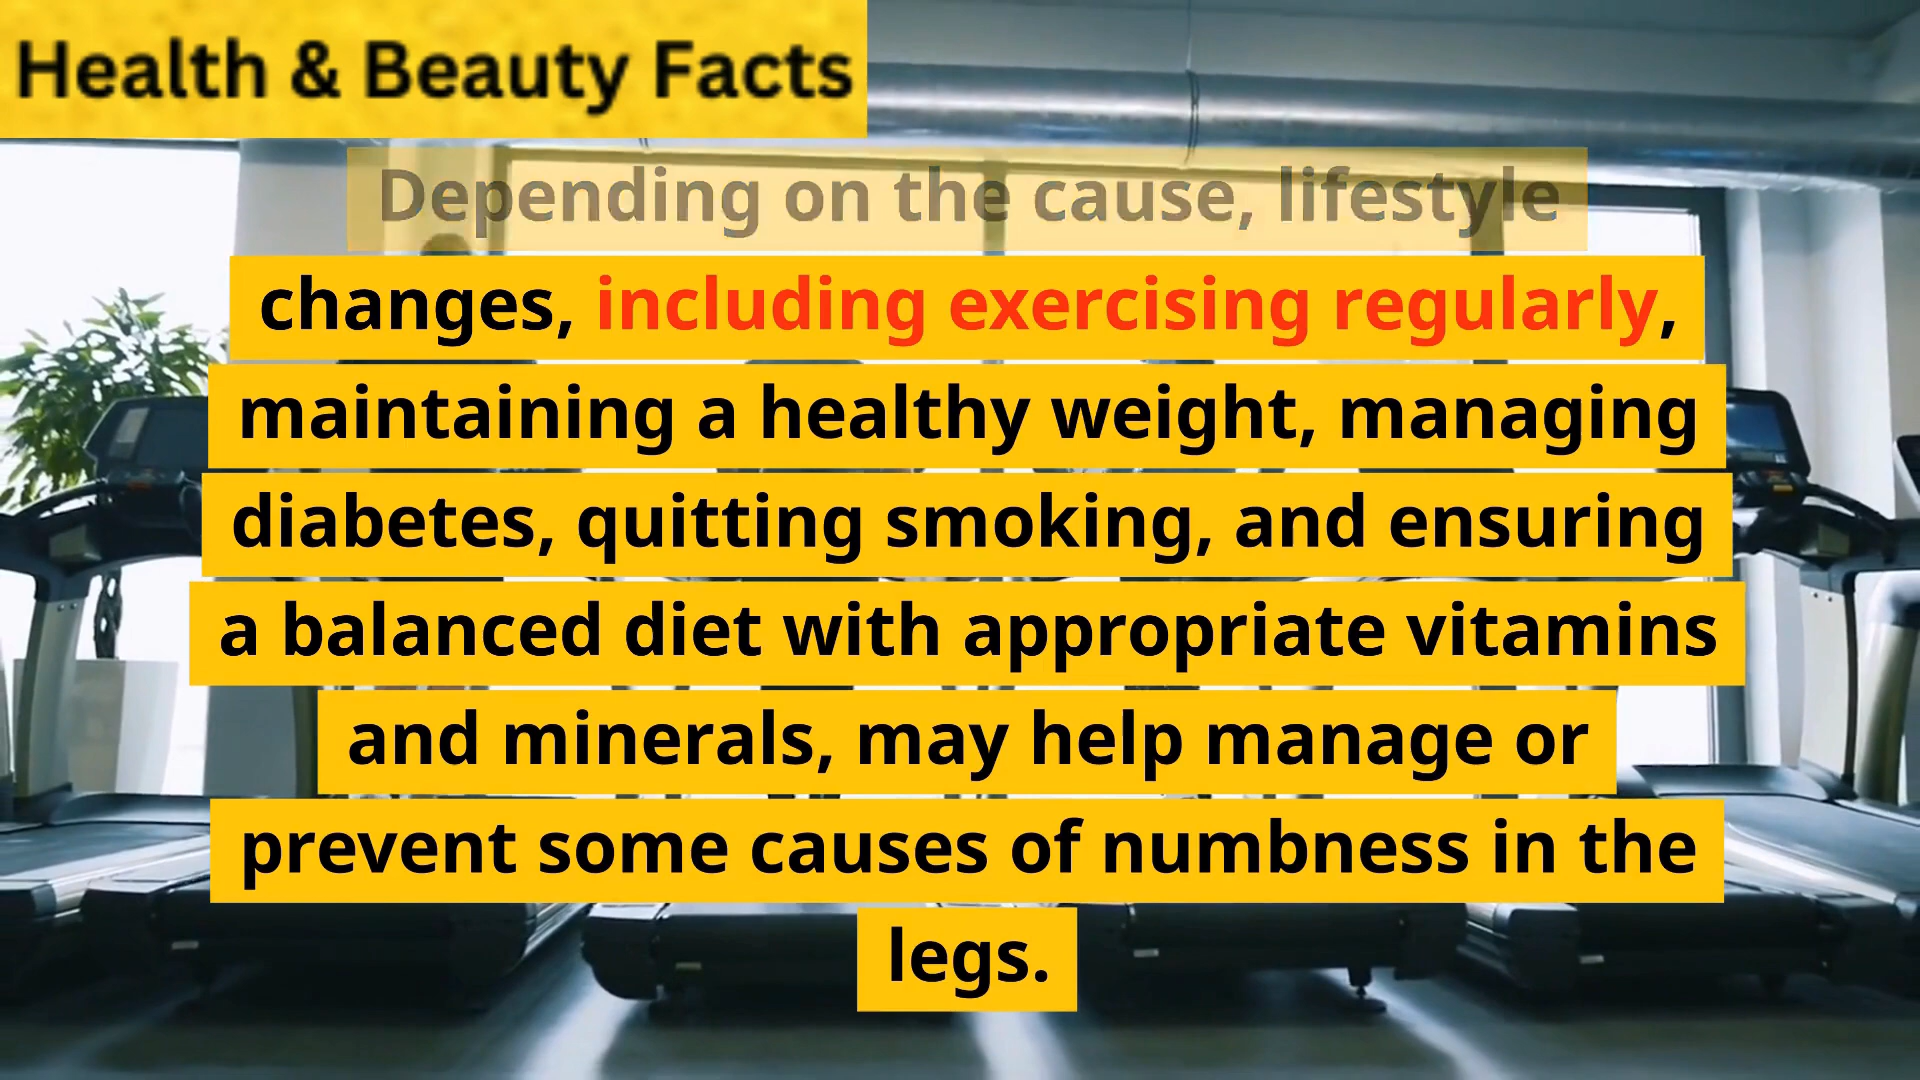 Health & Beauty Facts
Depending on the cause, lifestyle
changes, including exercising regularly,
maintaining a healthy weight, managing
diabetes, quitting smoking, and ensuring
a balanced diet with appropriate vitamins
and minerals, may help manage or
prevent some causes of numbness in the
legs.